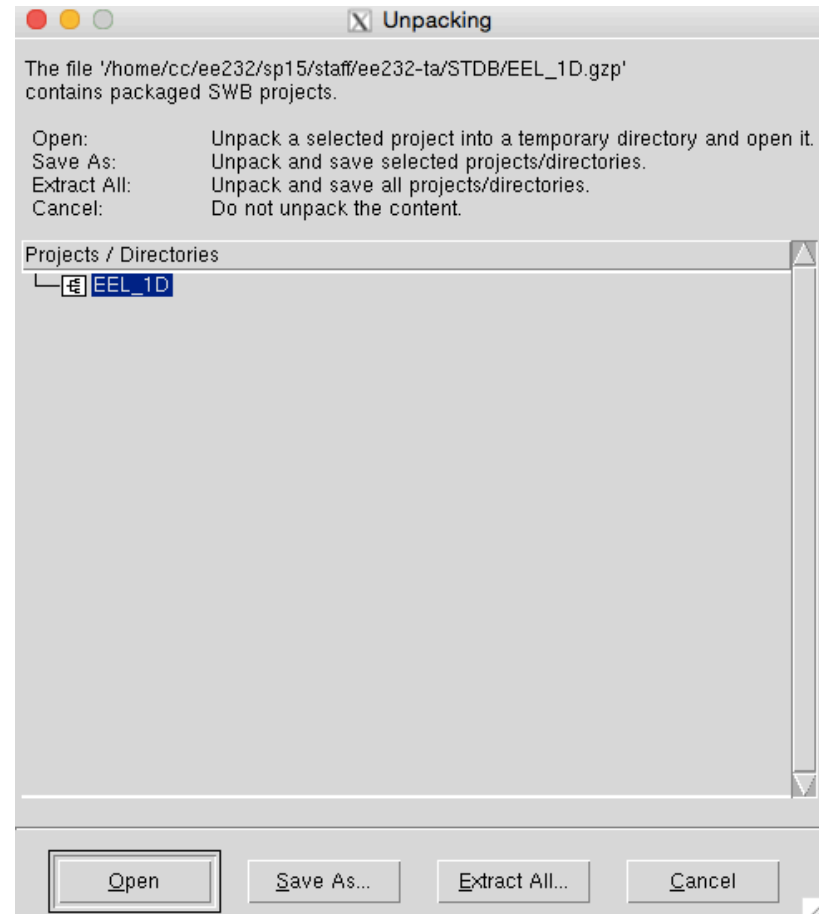 Unpacking
The file '/home/cc/ee232/sp15/staff/ee232-ta/STDB/EEL_1D.gzp'
contains packaged SWB projects.
Open: Unpack a selected project into a temporary directory and open it.
Save As: Unpack and save selected projects/directories.
Extract All: Unpack and save all projects/directories.
Cancel: Do not unpack the content.
Projects / Directories
EEL_1D
Open Save As... Extract All... Cancel